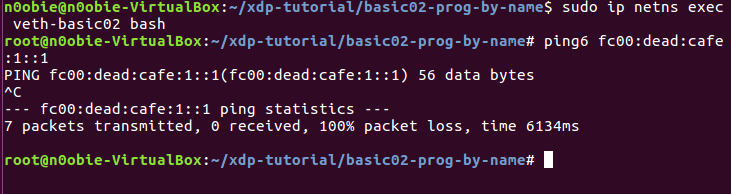 n0obie@n0obie-VirtualBox:~/xdp-tutorial/basic02-prog-by-name$ sudo ip netns exec
veth-basic02 bash
root@n0obie-VirtualBox:~/xdp-tutorial/basic02-prog-by-name# ping6 fc00:dead:cafe
:1::1
PING fc00:dead:cafe:1::1(fc00:dead:cafe:1::1) 56 data bytes
^C
--- fc00:dead:cafe:1::1 ping statistics ---
7 packets transmitted, 0 received, 100% packet loss, time 6134ms
root@n0obie-VirtualBox:~/xdp-tutorial/basic02-prog-by-name#